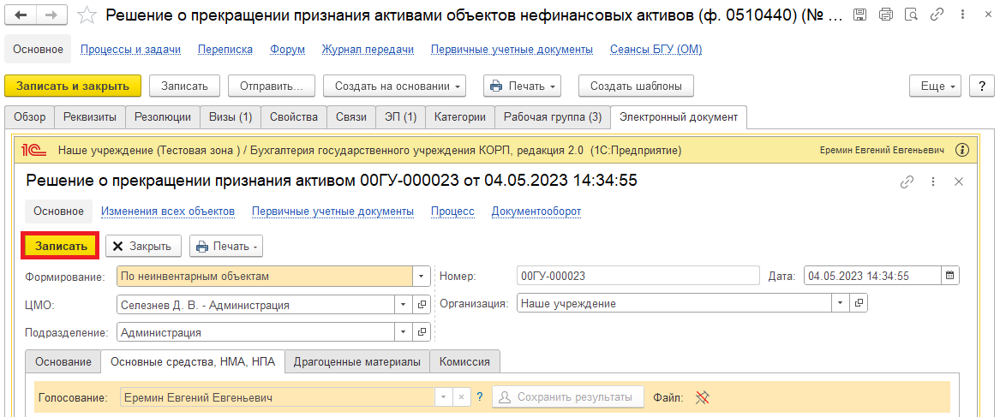 Решение о прекращении признания активами объектов нефинансовых активов (ф. 0510440) (№ ...
Основное Процессы и задачи Переписка Форум Журнал передачи Первичные учетные документы Сеансы БГУ (ОМ)
Записать и закрыть Записать Отправить... Создать на основании Печать Создать шаблоны Еще ?
Обзор Реквизиты Резолюции Визы (1) Свойства Связи ЭП (1) Категории Рабочая группа (3) Электронный документ
1С Наше учреждение (Тестовая зона ) / Бухгалтерия государственного учреждения КОРП, редакция 2.0 (1С:Предприятие) Еремин Евгений Евгеньевич
Решение о прекращении признания активом 00ГУ-000023 от 04.05.2023 14:34:55
Основное Изменения всех объектов Первичные учетные документы Процесс Документооборот
Записать Закрыть Печать
Формирование: По неинвентарным объектам Номер: 00ГУ-000023 Дата: 04.05.2023 14:34:55
ЦМО: Селезнев Д. В. - Администрация Организация: Наше учреждение
Подразделение: Администрация
Основание Основные средства, НМА, НПА Драгоценные материалы Комиссия
Голосование: Еремин Евгений Евгеньевич ? Сохранить результаты Файл: